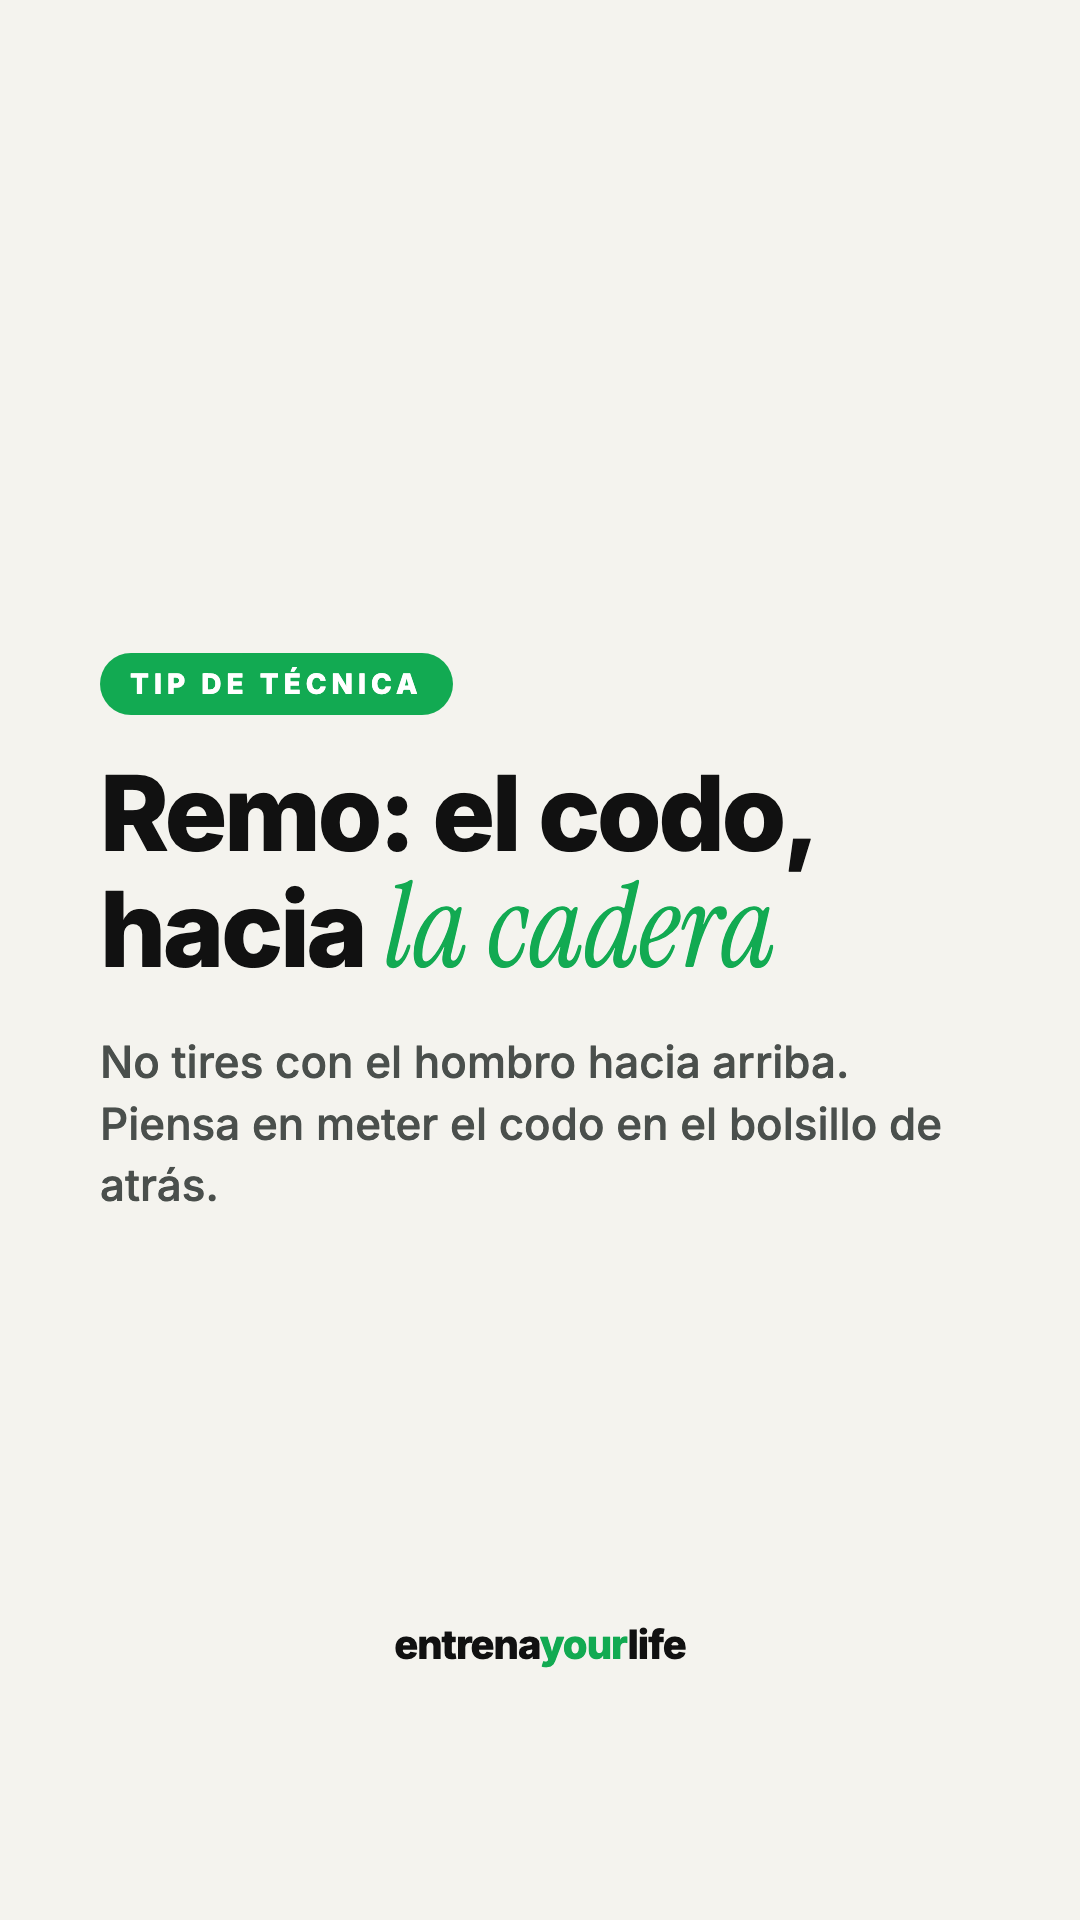 TIP DE TÉCNICA
Remo: el codo,
hacia la cadera
No tires con el hombro hacia arriba.
Piensa en meter el codo en el bolsillo de
atrás.
entrenayourlife